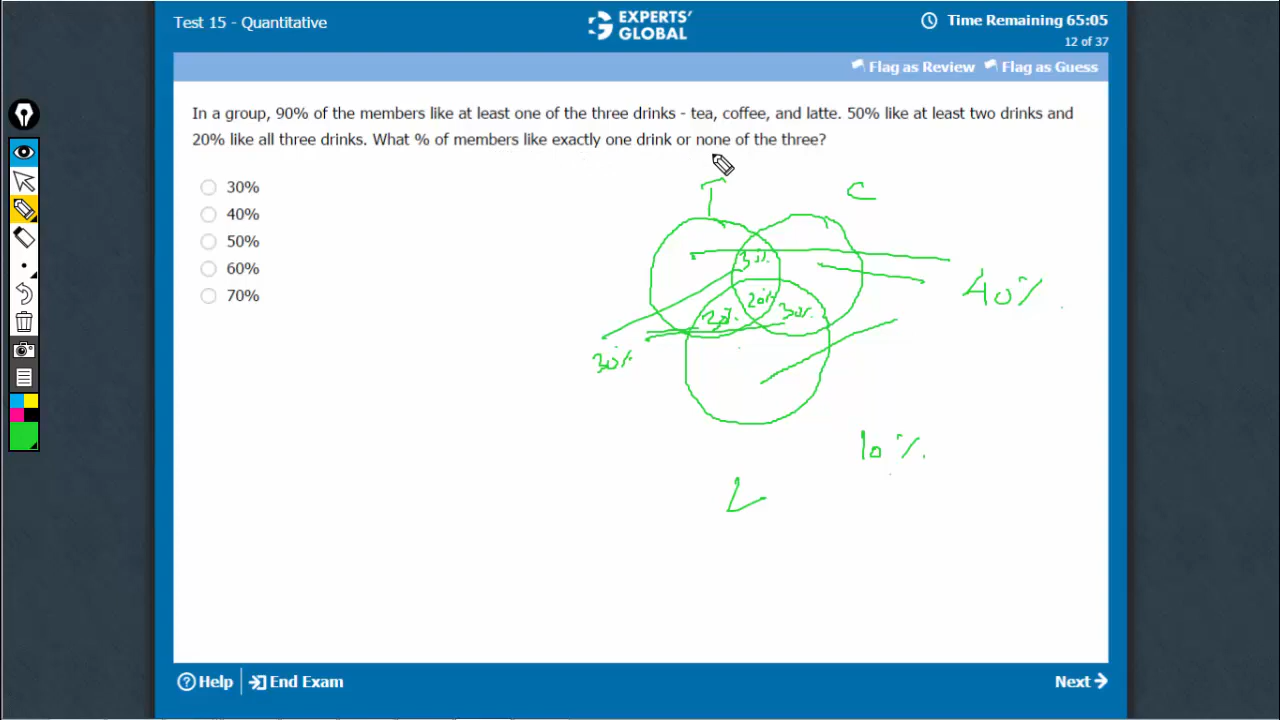 Test 15 - Quantitative
EXPERTS'
GLOBAL
Time Remaining 65:05
12 of 37
Flag as Review
Flag as Guess
In a group, 90% of the members like at least one of the three drinks - tea, coffee, and latte. 50% like at least two drinks and
20% like all three drinks. What % of members like exactly one drink or none of the three?
30%
40%
50%
60%
70%
T
C
30%
20%
30%
30%
40%
30%
10%
L
Help
End Exam
Next